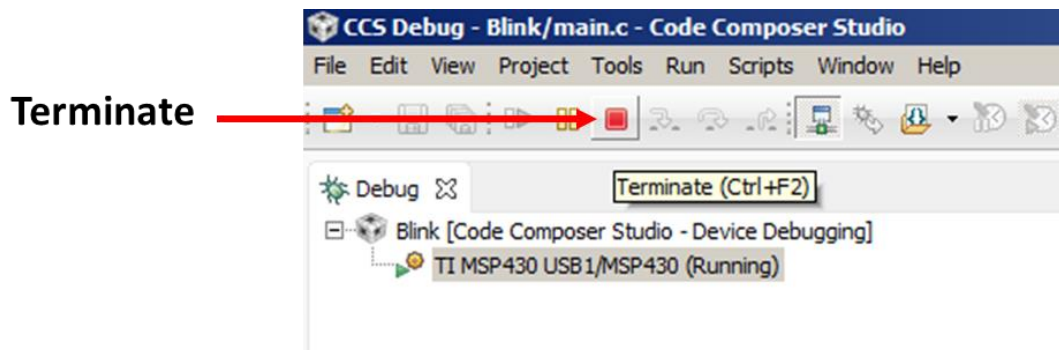 CCS Debug - Blink/main.c - Code Composer Studio
File Edit View Project Tools Run Scripts Window Help
Terminate
Debug
Terminate (Ctrl+F2)
Blink [Code Composer Studio - Device Debugging]
TI MSP430 USB1/MSP430 (Running)